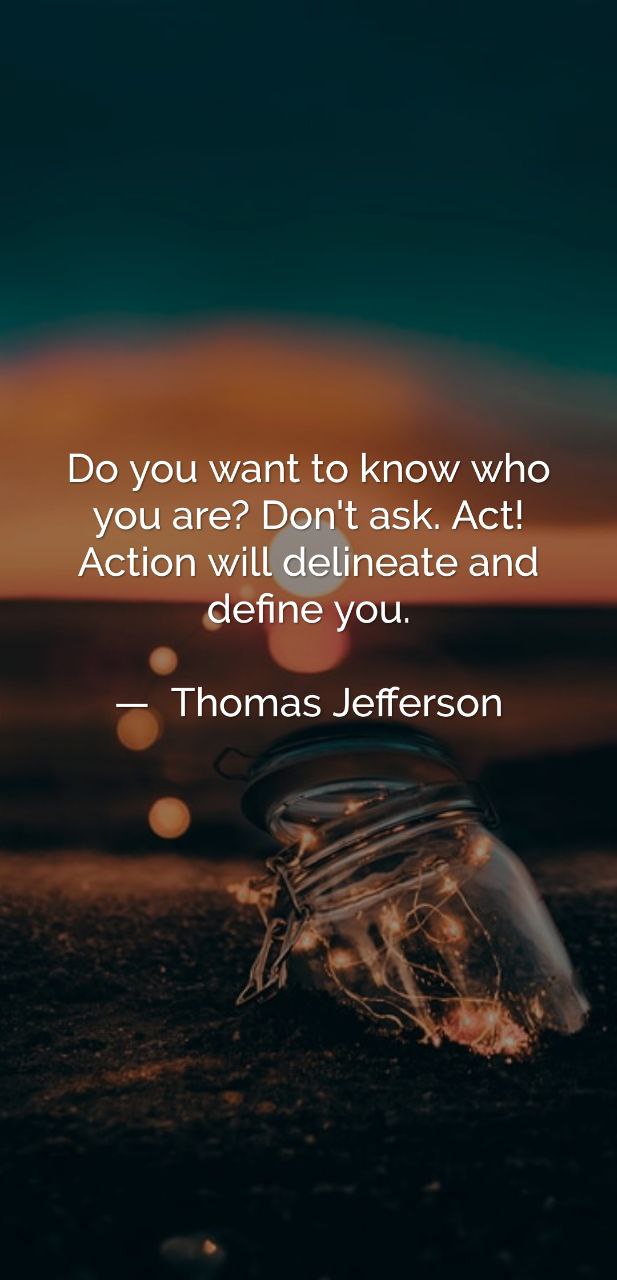 Do you want to know who
you are? Don't ask. Act!
Action will delineate and
define you.
— Thomas Jefferson